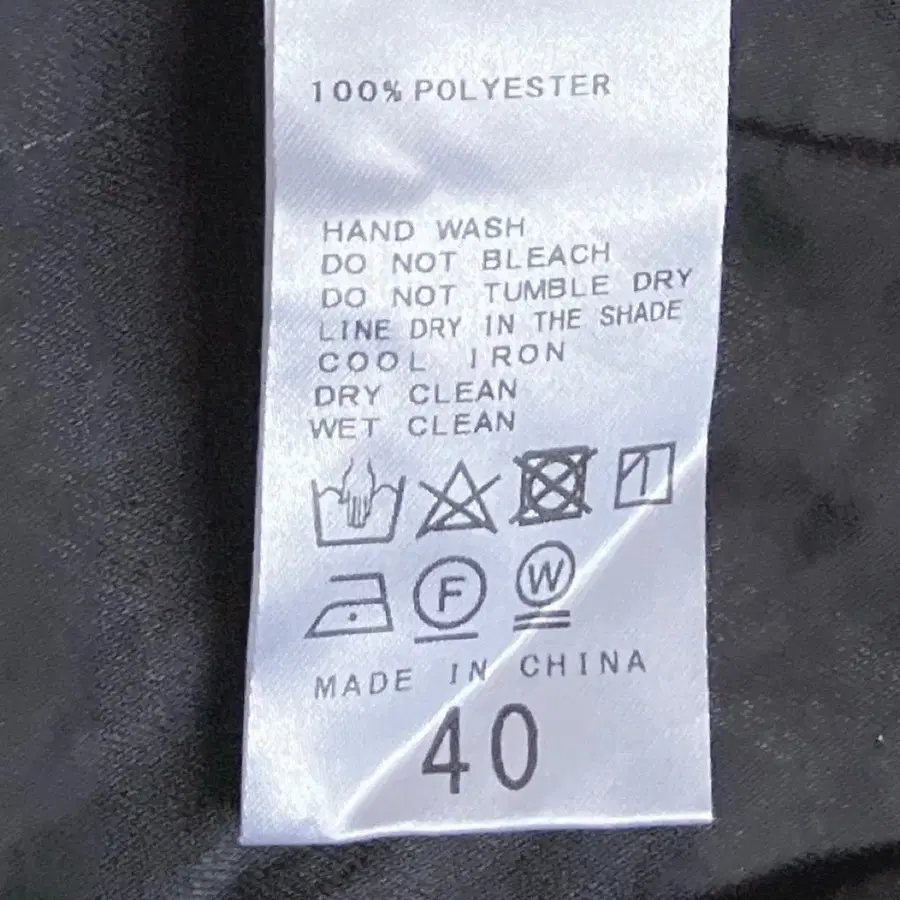 100% POLYESTER
HAND WASH
DO NOT BLEACH
DO NOT TUMBLE DRY
LINE DRY IN THE SHADE
COOL IRON
DRY CLEAN
WET CLEAN
F W
MADE IN CHINA
40